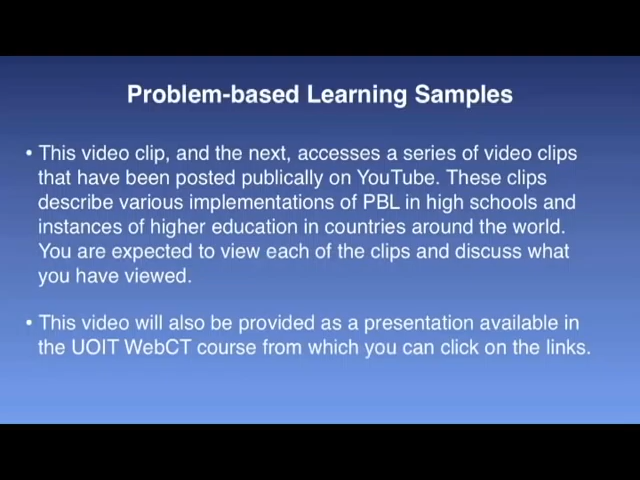 Problem-based Learning Samples
• This video clip, and the next, accesses a series of video clips
that have been posted publically on YouTube. These clips
describe various implementations of PBL in high schools and
instances of higher education in countries around the world.
You are expected to view each of the clips and discuss what
you have viewed.
• This video will also be provided as a presentation available in
the UOIT WebCT course from which you can click on the links.